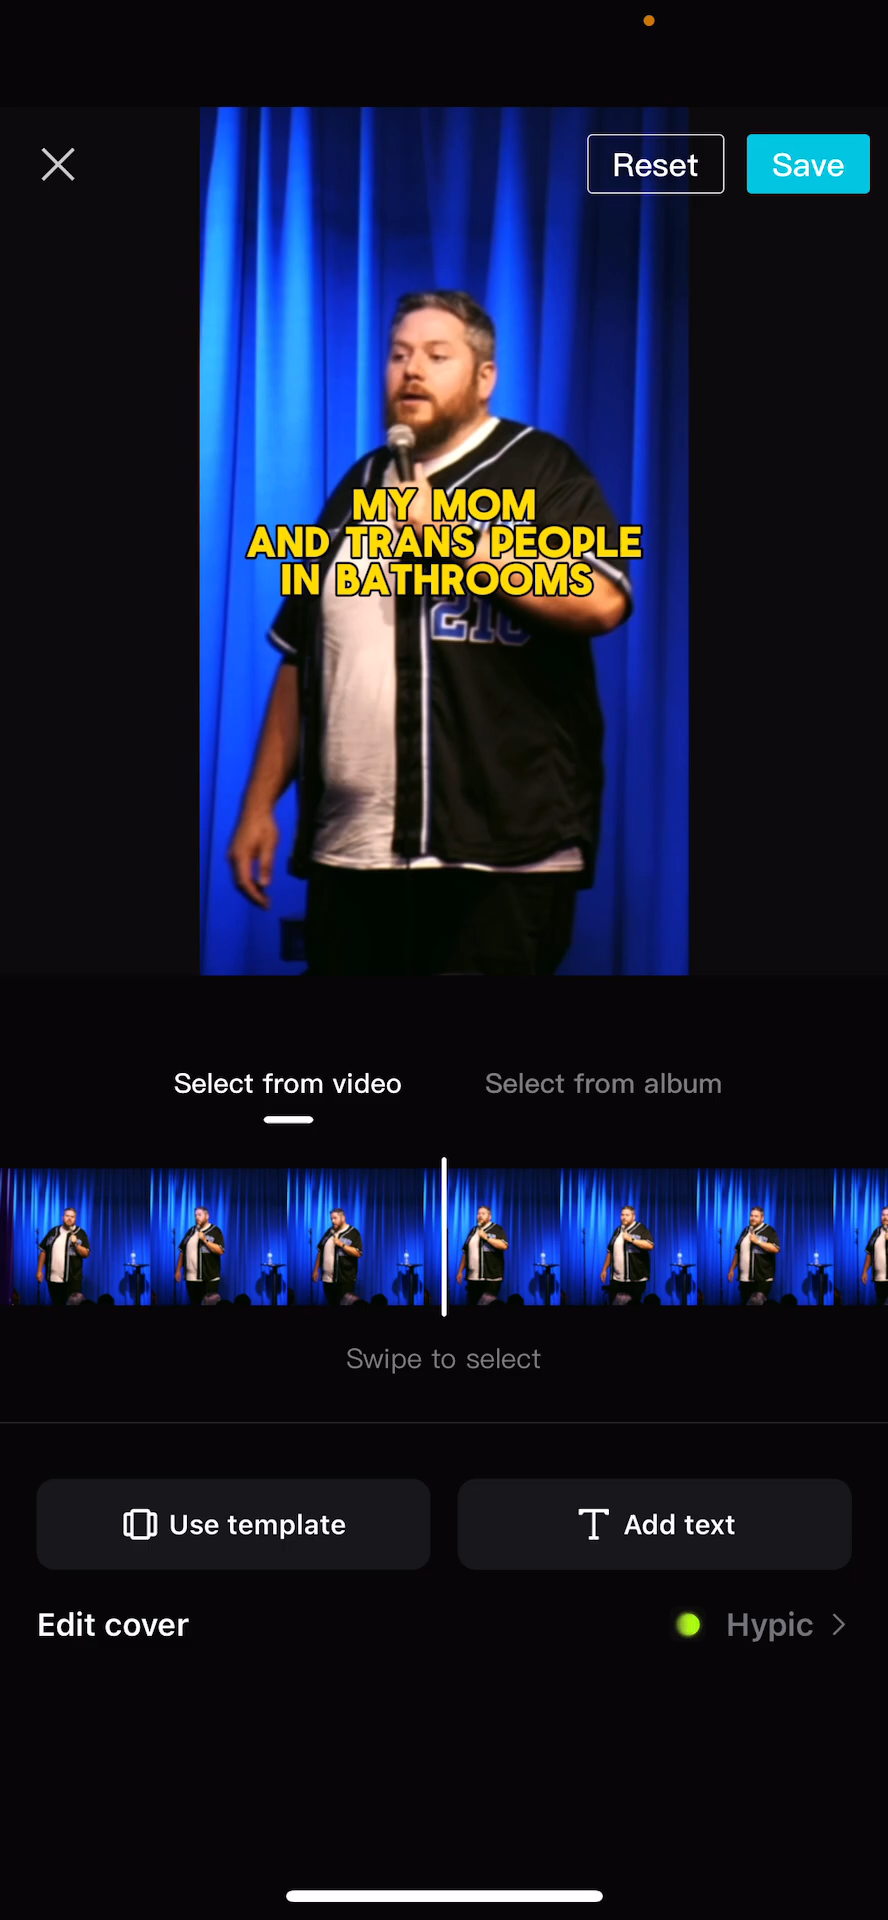 Reset
Save
MY MOM
AND TRANS PEOPLE
IN BATHROOMS
Select from video
Select from album
Swipe to select
Use template
Add text
Edit cover
Hypic